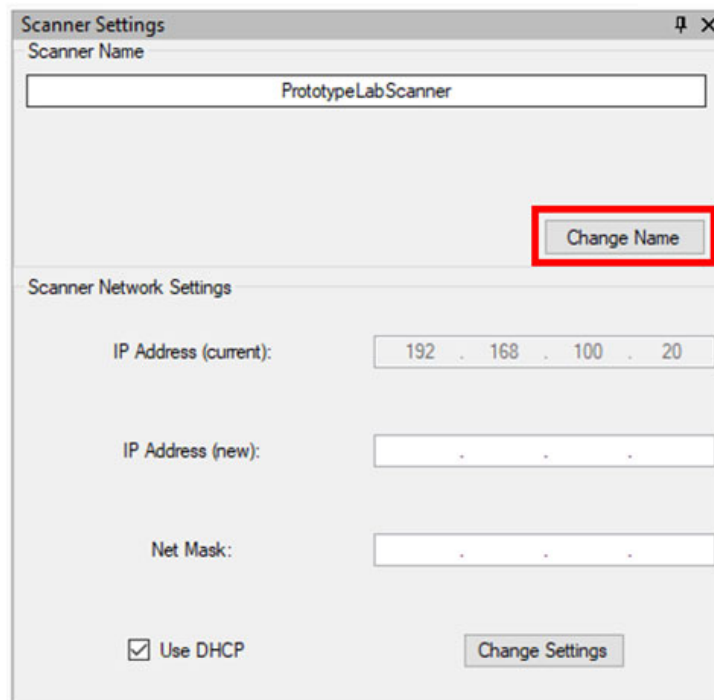 Scanner Settings
Scanner Name
PrototypeLabScanner
Change Name
Scanner Network Settings
IP Address (current): 192 . 168 . 100 . 20
IP Address (new): . . .
Net Mask: . . .
Use DHCP Change Settings